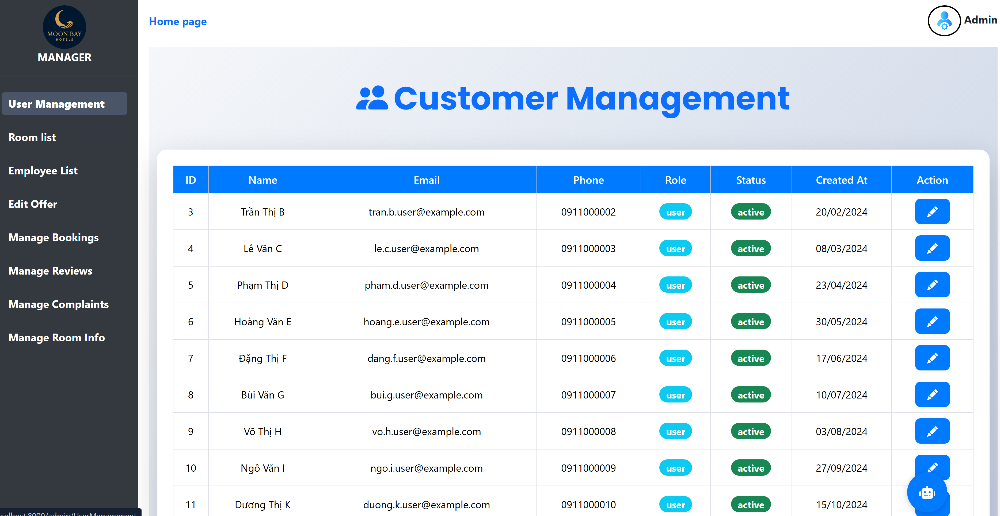 MOON BAY
HOTELS
MANAGER
User Management
Room list
Employee List
Edit Offer
Manage Bookings
Manage Reviews
Manage Complaints
Manage Room Info
Home page
Admin
Customer Management
ID Name Email Phone Role Status Created At Action
3 Trần Thị B tran.b.user@example.com 0911000002 user active 20/02/2024
4 Lê Văn C le.c.user@example.com 0911000003 user active 08/03/2024
5 Phạm Thị D pham.d.user@example.com 0911000004 user active 23/04/2024
6 Hoàng Văn E hoang.e.user@example.com 0911000005 user active 30/05/2024
7 Đặng Thị F dang.f.user@example.com 0911000006 user active 17/06/2024
8 Bùi Văn G bui.g.user@example.com 0911000007 user active 10/07/2024
9 Võ Thị H vo.h.user@example.com 0911000008 user active 03/08/2024
10 Ngô Văn I ngo.i.user@example.com 0911000009 user active 27/09/2024
11 Dương Thị K duong.k.user@example.com 0911000010 user active 15/10/2024
calhost:8000/admin/UserManagement